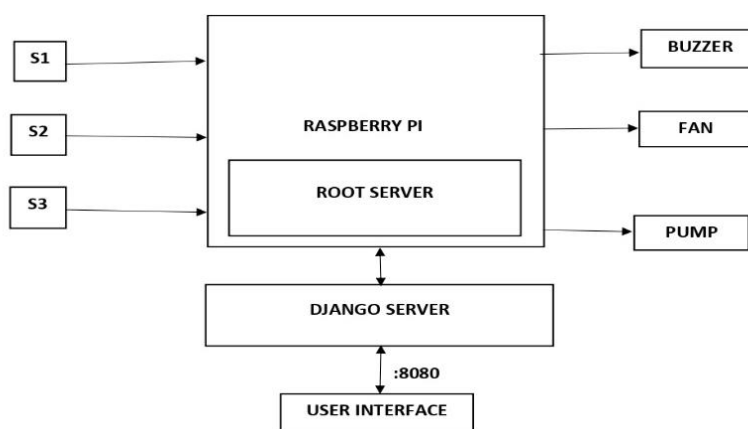 S1
BUZZER
S2
RASPBERRY PI
FAN
S3
ROOT SERVER
PUMP
DJANGO SERVER
:8080
USER INTERFACE